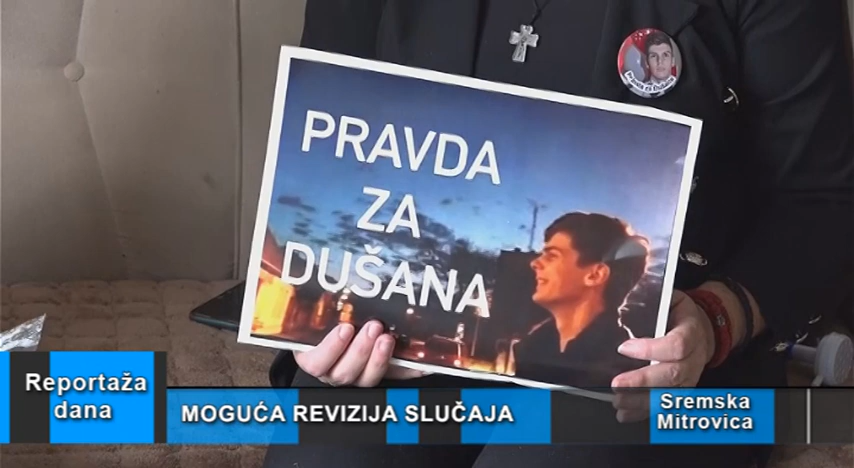 PRAVDA
ZA
DUŠANA
Reportaža
dana
MOGUĆA REVIZIJA SLUČAJA
Sremska
Mitrovica